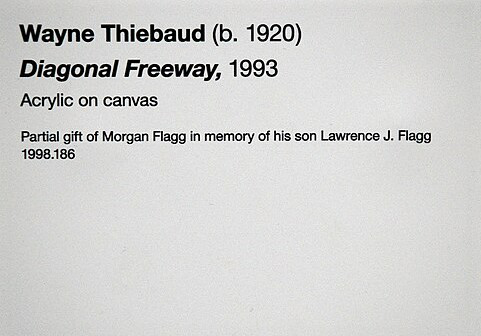 Wayne Thiebaud (b. 1920)
Diagonal Freeway, 1993
Acrylic on canvas
Partial gift of Morgan Flagg in memory of his son Lawrence J. Flagg
1998.186